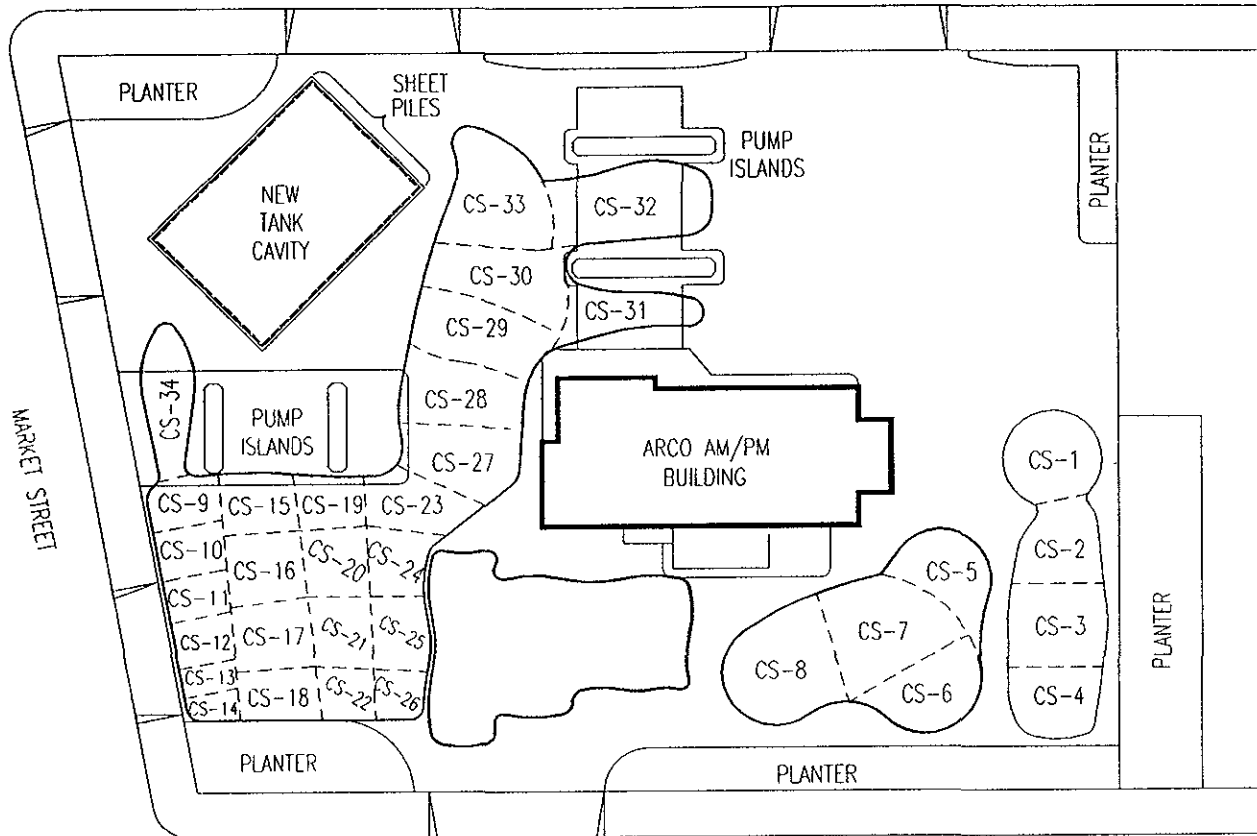 PLANTER
SHEET
PILES
NEW
TANK
CAVITY
PUMP
ISLANDS
PLANTER
CS-33
CS-32
CS-30
CS-31
CS-29
CS-28
CS-27
CS-34
PUMP
ISLANDS
MARKET STREET
ARCO AM/PM
BUILDING
CS-9
CS-15
CS-19
CS-23
CS-10
CS-16
CS-20
CS-24
CS-11
CS-12
CS-17
CS-21
CS-25
CS-13
CS-14
CS-18
CS-22
CS-26
CS-1
CS-2
CS-3
CS-4
CS-5
CS-7
CS-8
CS-6
PLANTER
PLANTER
PLANTER